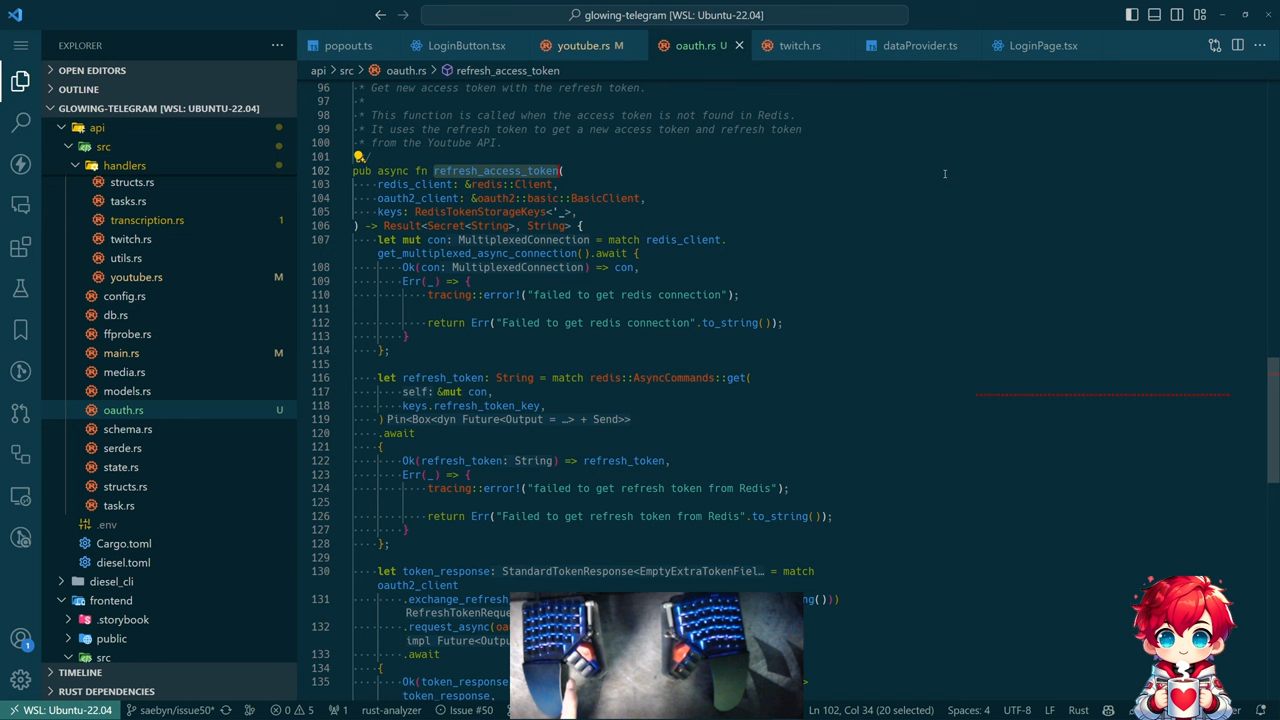 glowing-telegram [WSL: Ubuntu-22.04]
EXPLORER
popout.ts
LoginButton.tsx
youtube.rs M
oauth.rs U
twitch.rs
dataProvider.ts
LoginPage.tsx
OPEN EDITORS
OUTLINE
GLOWING-TELEGRAM [WSL: UBUNTU-22.04]
api
src
handlers
structs.rs
tasks.rs
transcription.rs 1
twitch.rs
utils.rs
youtube.rs M
config.rs
db.rs
ffprobe.rs
main.rs M
media.rs
models.rs
oauth.rs U
schema.rs
serde.rs
state.rs
structs.rs
task.rs
.env
Cargo.toml
diesel.toml
diesel_cli
frontend
.storybook
public
src
TIMELINE
RUST DEPENDENCIES
api > src > oauth.rs > refresh_access_token
96 * Get new access token with the refresh token.
97 *
98 * This function is called when the access token is not found in Redis.
99 * It uses the refresh token to get a new access token and refresh token
100 * from the Youtube API.
101 /
102 pub async fn refresh_access_token(
103 redis_client: &redis::Client,
104 oauth2_client: &oauth2::basic::BasicClient,
105 keys: RedisTokenStorageKeys<'_>,
106 ) -> Result<Secret<String>, String> {
107 let mut con: MultiplexedConnection = match redis_client.
get_multiplexed_async_connection().await {
108 Ok(con: MultiplexedConnection) => con,
109 Err(_) => {
110 tracing::error!("failed to get redis connection");
111
112 return Err("Failed to get redis connection".to_string());
113 }
114 };
115
116 let refresh_token: String = match redis::AsyncCommands::get(
117 self: &mut con,
118 keys.refresh_token_key,
119 ) Pin<Box<dyn Future<Output = …> + Send>>
120 .await
121 {
122 Ok(refresh_token: String) => refresh_token,
123 Err(_) => {
124 tracing::error!("failed to get refresh token from Redis");
125
126 return Err("Failed to get refresh token from Redis".to_string());
127 }
128 };
129
130 let token_response: StandardTokenResponse<EmptyExtraTokenFiel… = match
oauth2_client
131 .exchange_refresh
RefreshTokenReque
132 .request_async(oa
impl Future<Outpu
133 .await
134 {
135 Ok(token_response
token_response,
WSL: Ubuntu-22.04
saebyn/issue50*
1
0 5
rust-analyzer
Issue #50
Ln 102, Col 34 (20 selected)
Spaces: 4
UTF-8
LF
Rust